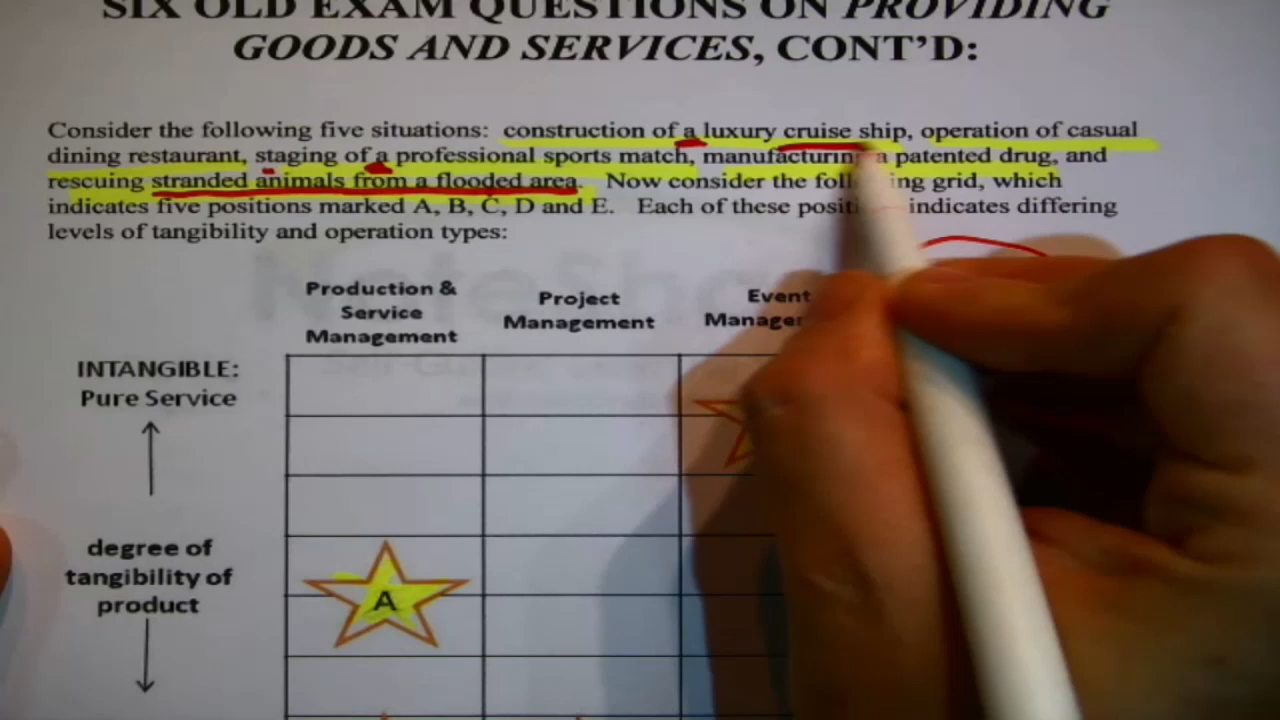 SIX OLD EXAM QUESTIONS ON PROVIDING
GOODS AND SERVICES, CONT'D:
Consider the following five situations: construction of a luxury cruise ship, operation of casual
dining restaurant, staging of a professional sports match, manufacturing a patented drug, and
rescuing stranded animals from a flooded area. Now consider the grid, which
indicates five positions marked A, B, C, D and E. Each of these indicates differing
levels of tangibility and operation types:
Production &
Service
Management
Project
Management
Event
INTANGIBLE:
Pure Service
degree of
tangibility of
product
A